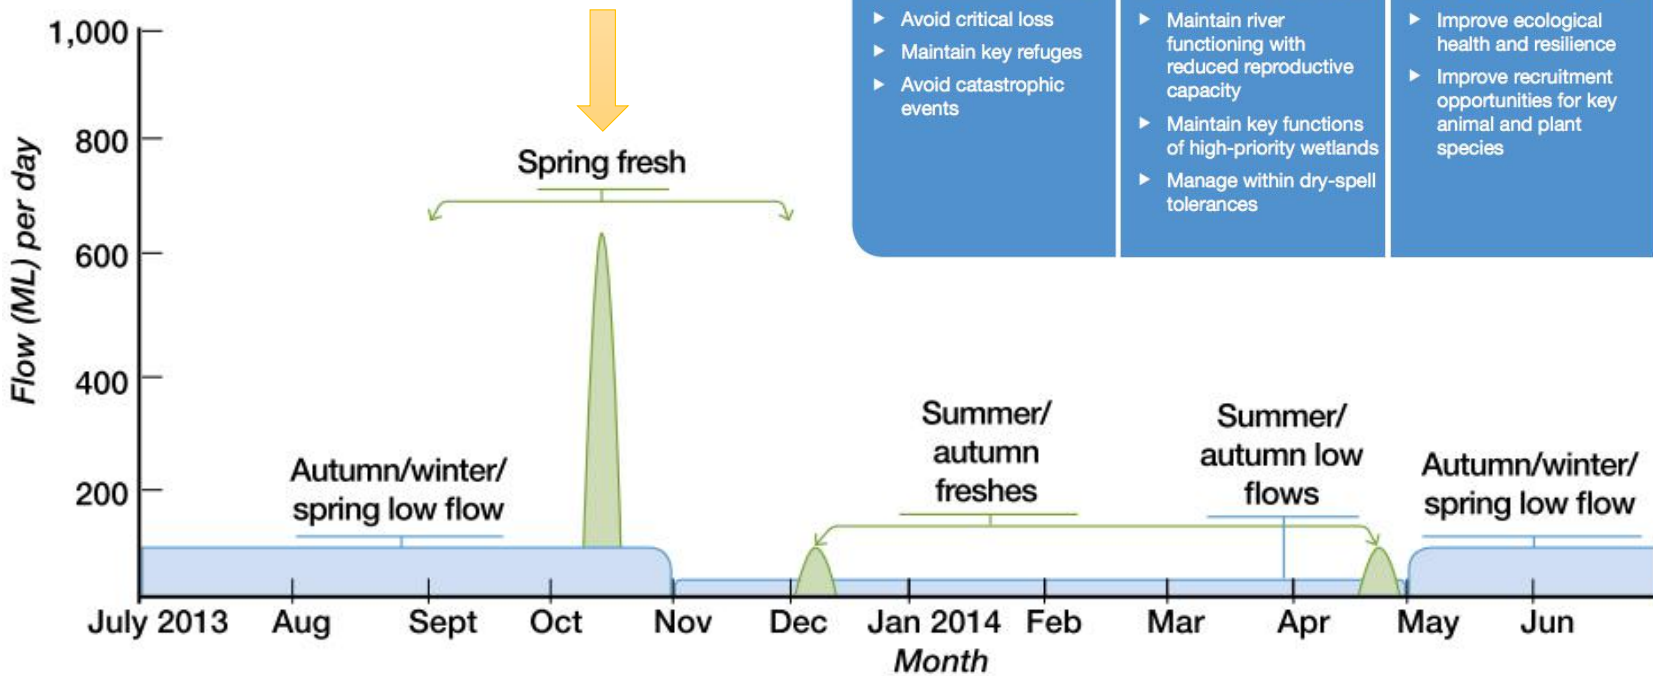 ▶ Avoid critical loss
▶ Maintain key refuges
▶ Avoid catastrophic
events
▶ Maintain river
functioning with
reduced reproductive
capacity
▶ Maintain key functions
of high-priority wetlands
▶ Manage within dry-spell
tolerances
▶ Improve ecological
health and resilience
▶ Improve recruitment
opportunities for key
animal and plant
species
Flow (ML) per day
1,000
800
600
400
200
Spring fresh
Autumn/winter/
spring low flow
Summer/
autumn
freshes
Summer/
autumn low
flows
Autumn/winter/
spring low flow
July 2013
Aug
Sept
Oct
Nov
Dec
Jan 2014
Feb
Mar
Apr
May
Jun
Month